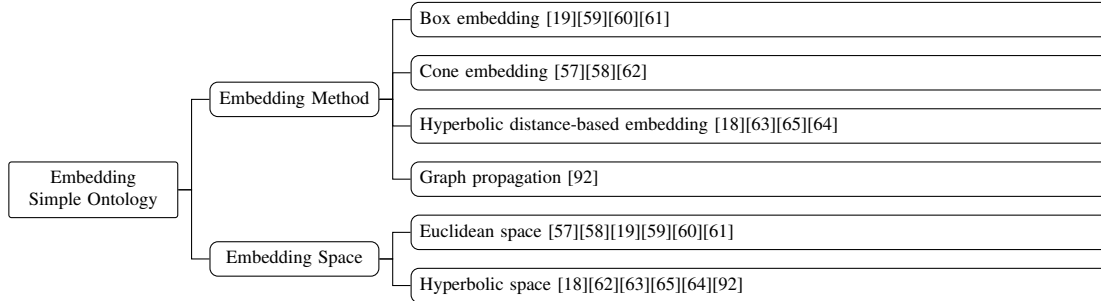 Box embedding [19][59][60][61]
Cone embedding [57][58][62]
Embedding Method
Hyperbolic distance-based embedding [18][63][65][64]
Graph propagation [92]
Embedding
Simple Ontology
Euclidean space [57][58][19][59][60][61]
Embedding Space
Hyperbolic space [18][62][63][65][64][92]